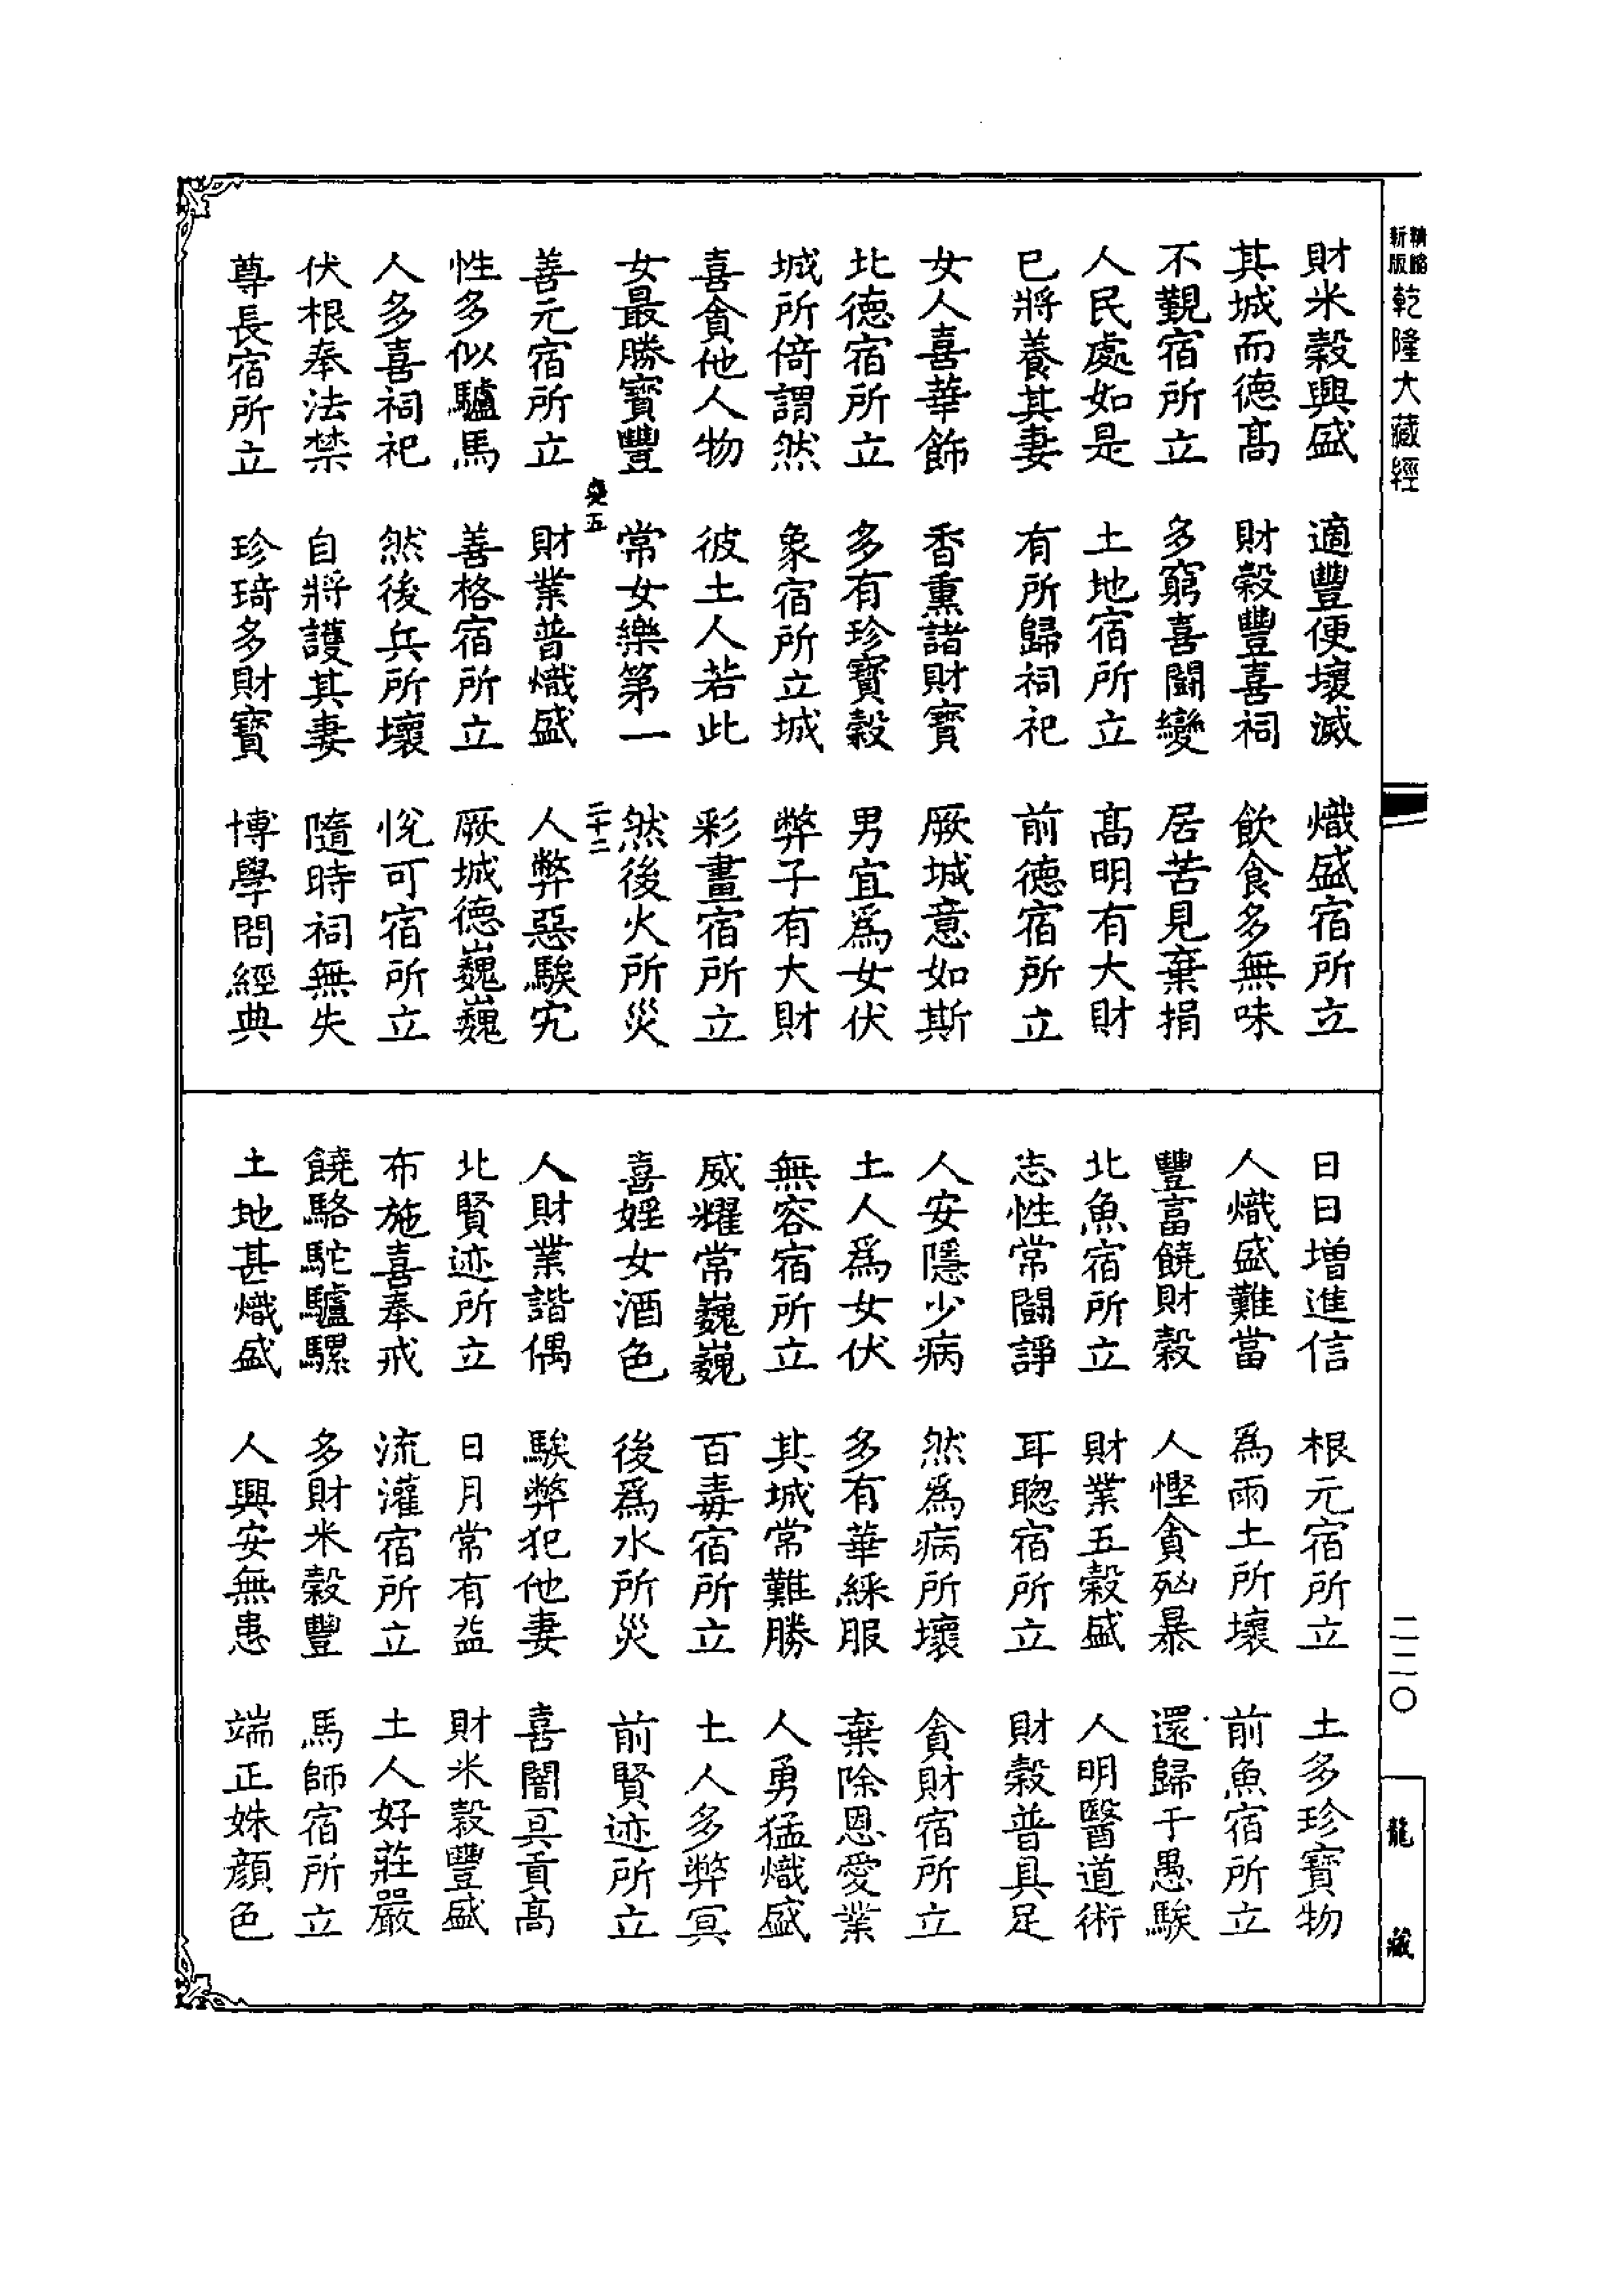 精縮
新版
乾隆大藏經
財米穀興盛　適豐便壞滅　熾盛宿所立
其城而德高　財穀豐喜祠　飲食多無味
不覲宿所立　多窮喜鬪變　居苦見棄捐
人民處如是　土地宿所立　高明有大財
已將養其妻　有所歸祠祀　前德宿所立
女人喜華飾　香熏諸財寶　厥城意如斯
北德宿所立　多有珍寶穀　男宜爲女伏
城所倚謂然　象宿所立城　弊子有大財
喜貪他人物　彼土人若此　彩畫宿所立
女最勝寶豐　常女樂第一　然後火所災
五　二十二
善元宿所立　財業普熾盛　人弊惡騃宄
性多似驢馬　善格宿所立　厥城德巍巍
人多喜祠祀　然後兵所壞　悅可宿所立
伏根奉法禁　自將護其妻　隨時祠無失
尊長宿所立　珍琦多財寶　博學問經典
日日增進信　根元宿所立　土多珍寶物
人熾盛難當　爲雨土所壞　前魚宿所立
豐富饒財穀　人慳貪㐫暴　還歸于愚騃
北魚宿所立　財業五穀盛　人明醫道術
志性常鬪諍　耳聰宿所立　財穀普具足
人安隱少病　然爲病所壞　貪財宿所立
土人爲女伏　多有華綵服　棄除恩愛業
無容宿所立　其城常難勝　人勇猛熾盛
威耀常巍巍　百毒宿所立　土人多弊冥
喜婬女酒色　後爲水所災　前賢迹所立
人財業諧偶　騃弊犯他妻　喜闇冥貢高
北賢迹所立　日月常有益　財米穀豐盛
布施喜奉戒　流灌宿所立　土人好莊嚴
饒駱駝驢騾　多財米穀豐　馬師宿所立
土地甚熾盛　人興安無患　端正姝顏色
二二〇
龍藏